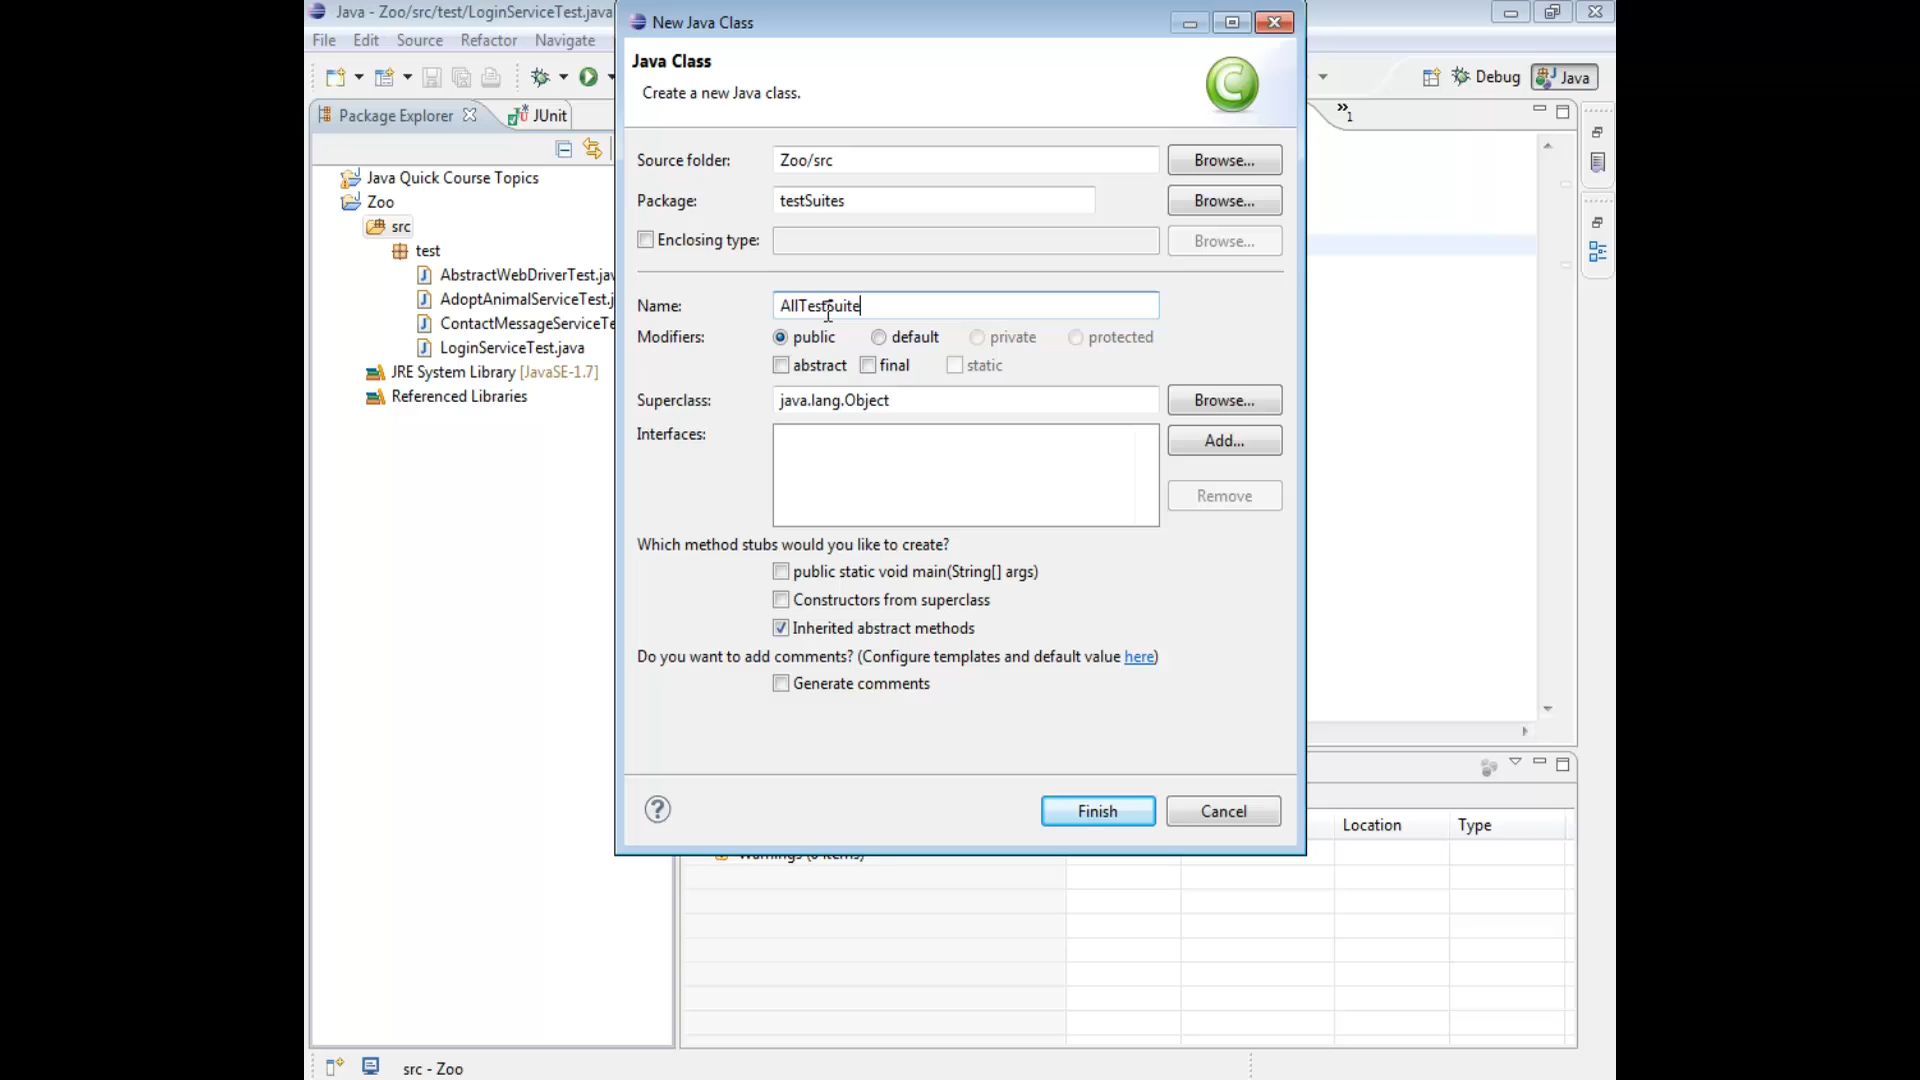 Java - Zoo/src/test/LoginServiceTest.java
New Java Class
File Edit Source Refactor Navigate
Java Class
Create a new Java class.
Debug Java
Package Explorer JUnit
»1
Source folder: Zoo/src Browse...
Package: testSuites Browse...
Enclosing type: Browse...
Java Quick Course Topics
Zoo
src
test
AbstractWebDriverTest.jav
AdoptAnimalServiceTest.j
ContactMessageServiceTe
LoginServiceTest.java
JRE System Library [JavaSE-1.7]
Referenced Libraries
Name: AllTestSuite
Modifiers: public default private protected
abstract final static
Superclass: java.lang.Object Browse...
Interfaces: Add...
Remove
Which method stubs would you like to create?
public static void main(String[] args)
Constructors from superclass
Inherited abstract methods
Do you want to add comments? (Configure templates and default value here)
Generate comments
? Finish Cancel
Location Type
src - Zoo